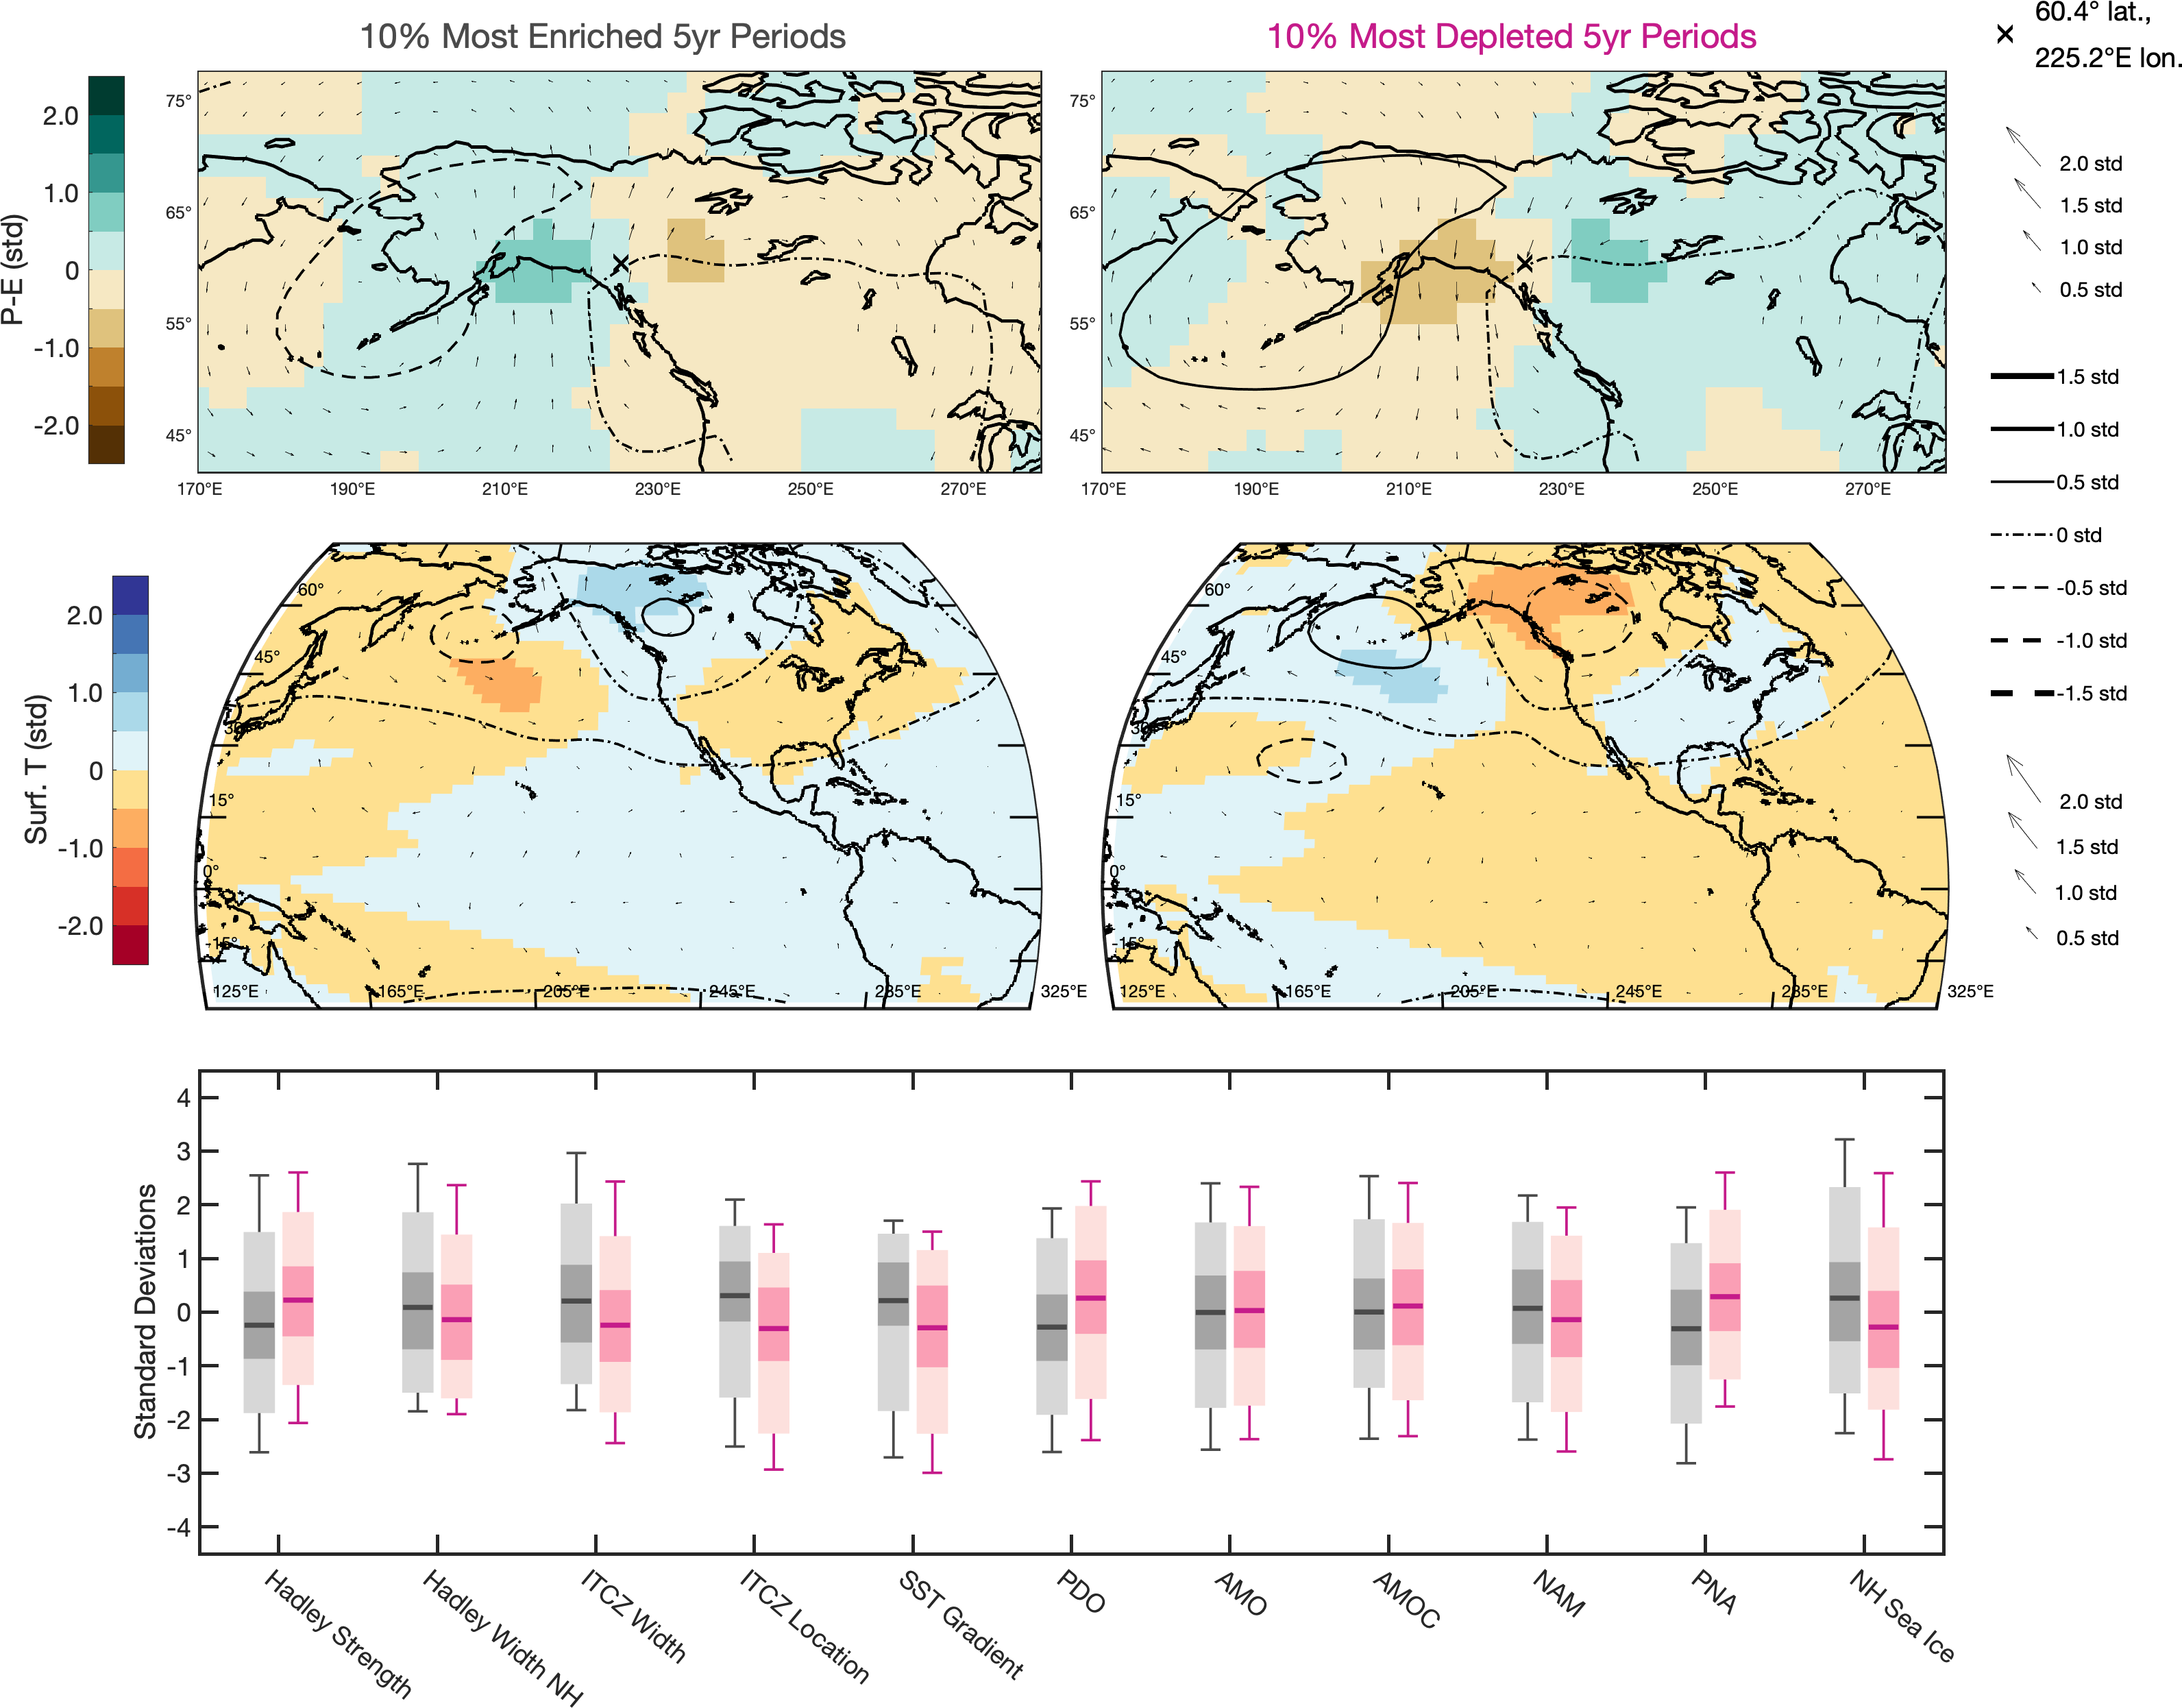 10% Most Enriched 5yr Periods
10% Most Depleted 5yr Periods
60.4° lat.,
225.2°E lon.
P-E (std)
2.0
1.0
0
-1.0
-2.0
75°
65°
55°
45°
170°E 190°E 210°E 230°E 250°E 270°E
75°
65°
55°
45°
170°E 190°E 210°E 230°E 250°E 270°E
2.0 std
1.5 std
1.0 std
0.5 std
1.5 std
1.0 std
0.5 std
0 std
-0.5 std
-1.0 std
-1.5 std
Surf. T (std)
2.0
1.0
0
-1.0
-2.0
60°
45°
30°
15°
0°
-15°
125°E 165°E 205°E 245°E 285°E 325°E
60°
45°
30°
15°
0°
-15°
125°E 165°E 205°E 245°E 285°E 325°E
2.0 std
1.5 std
1.0 std
0.5 std
Standard Deviations
4
3
2
1
0
-1
-2
-3
-4
Hadley Strength
Hadley Width NH
ITCZ Width
ITCZ Location
SST Gradient
PDO
AMO
AMOC
NAM
PNA
NH Sea Ice